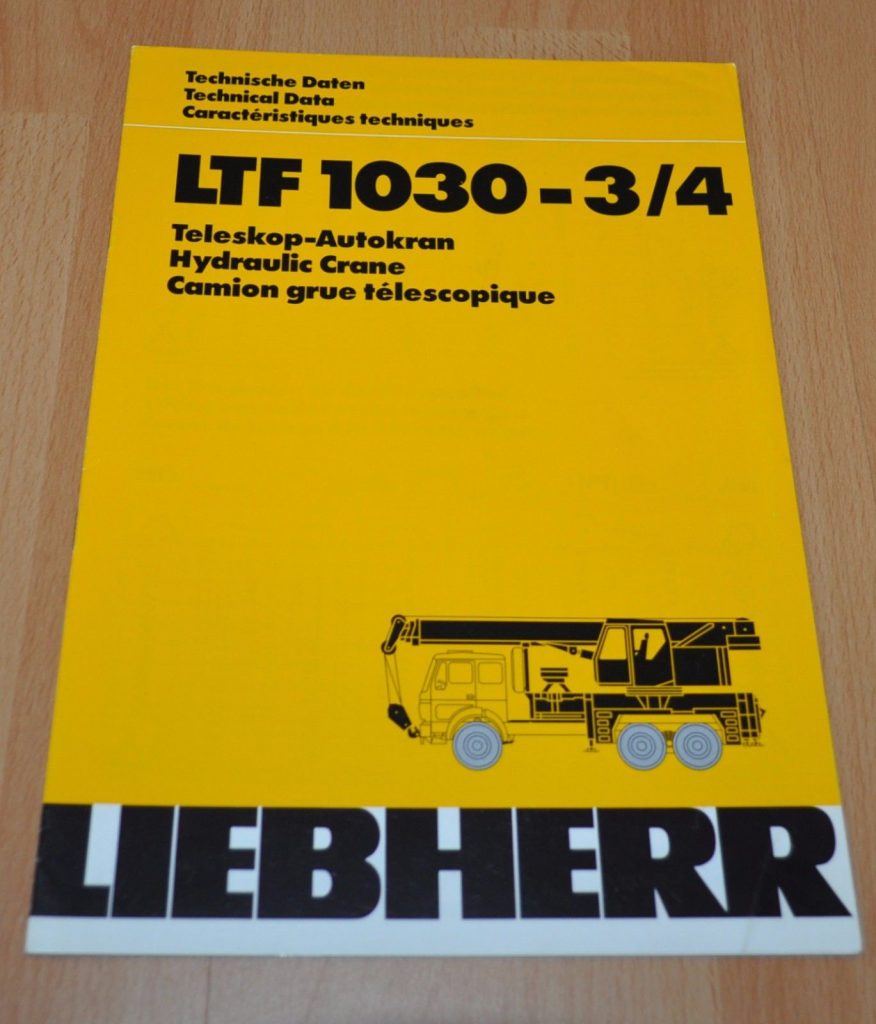 Technische Daten
Technical Data
Caractéristiques techniques
LTF 1030-3/4
Teleskop-Autokran
Hydraulic Crane
Camion grue télescopique
LIEBHERR